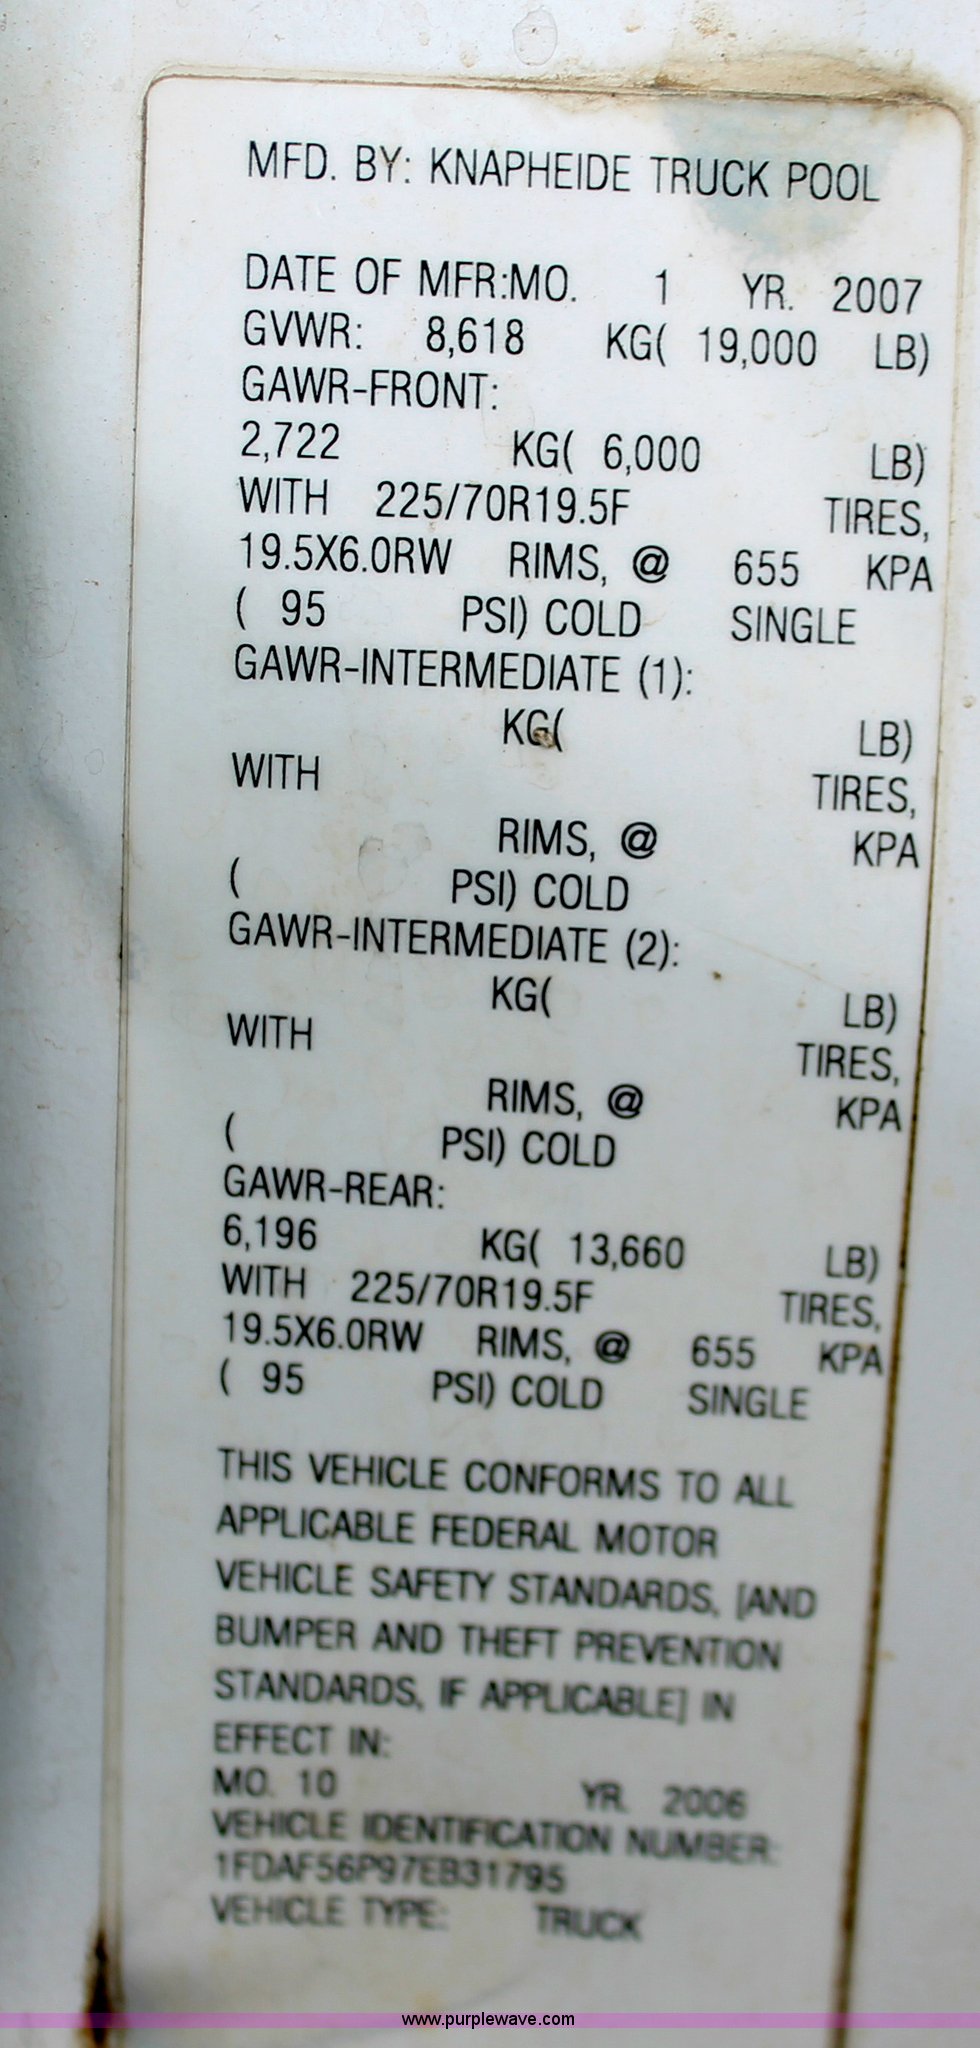 MFD. BY: KNAPHEIDE TRUCK POOL
DATE OF MFR:MO. 1 YR. 2007
GVWR: 8,618 KG( 19,000 LB)
GAWR-FRONT:
2,722 KG( 6,000 LB)
WITH 225/70R19.5F TIRES,
19.5X6.0RW RIMS, @ 655 KPA
( 95 PSI) COLD SINGLE
GAWR-INTERMEDIATE (1):
KG( LB)
WITH TIRES,
RIMS, @ KPA
( PSI) COLD
GAWR-INTERMEDIATE (2):
KG( LB)
WITH TIRES,
RIMS, @ KPA
( PSI) COLD
GAWR-REAR:
6,196 KG( 13,660 LB)
WITH 225/70R19.5F TIRES,
19.5X6.0RW RIMS, @ 655 KPA
( 95 PSI) COLD SINGLE
THIS VEHICLE CONFORMS TO ALL
APPLICABLE FEDERAL MOTOR
VEHICLE SAFETY STANDARDS, [AND
BUMPER AND THEFT PREVENTION
STANDARDS, IF APPLICABLE] IN
EFFECT IN:
MO. 10 YR. 2006
VEHICLE IDENTIFICATION NUMBER:
1FDAF56P97EB31795
VEHICLE TYPE: TRUCK
www.purplewave.com